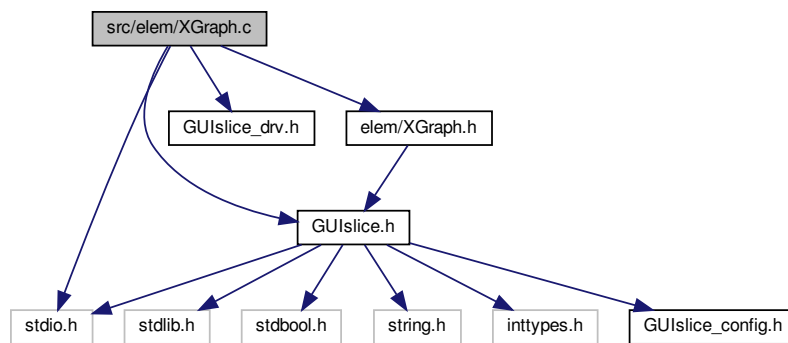 src/elem/XGraph.c
GUIslice_drv.h
elem/XGraph.h
GUIslice.h
stdio.h
stdlib.h
stdbool.h
string.h
inttypes.h
GUIslice_config.h